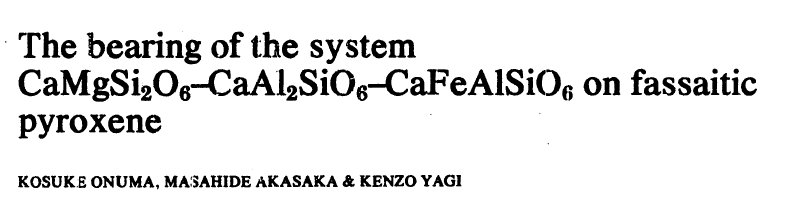 The bearing of the system
CaMgSi₂O₆–CaAl₂SiO₆–CaFeAlSiO₆ on fassaitic
pyroxene
KOSUKE ONUMA, MASAHIDE AKASAKA & KENZO YAGI